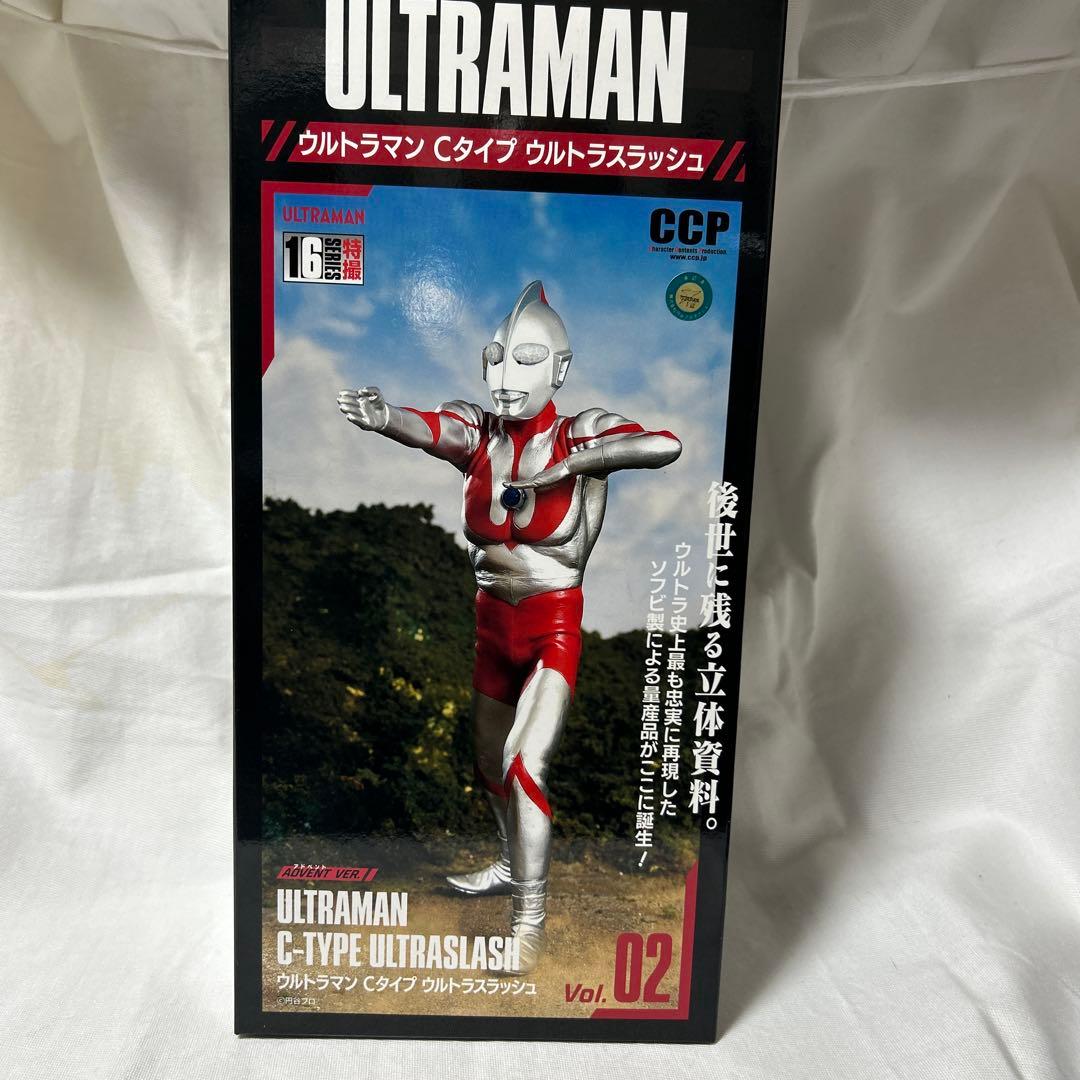 ULTRAMAN
ウルトラマン Cタイプ ウルトラスラッシュ
ULTRAMAN
1/6
特撮
SERIES
CCP
Character Contents Production
www.ccp.jp
後世に残る立体資料。
ウルトラ史上最も忠実に再現した
ソフビ製による量産品がここに誕生!
アドベント
ADVENT VER.
ULTRAMAN
C-TYPE ULTRASLASH
ウルトラマン Cタイプ ウルトラスラッシュ
©円谷プロ
Vol. 02